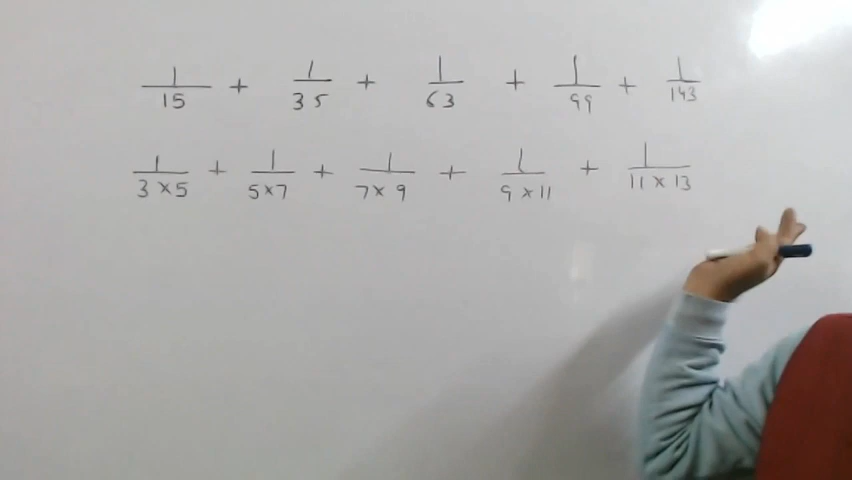 1/15 + 1/35 + 1/63 + 1/99 + 1/143
1/3×5 + 1/5×7 + 1/7×9 + 1/9×11 + 1/11×13